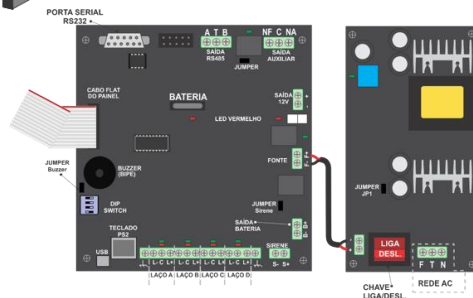 PORTA SERIAL
RS232
A T B
SAÍDA
RS485
JUMPER
NF C NA
SAÍDA
AUXILIAR
CABO FLAT
DO PAINEL
BATERIA
SAÍDA
12V
+
-
LED VERMELHO
JUMPER
Buzzer
BUZZER
(BIPE)
FONTE
DIP
SWITCH
JUMPER
Sirene
JUMPER
JP1
TECLADO
PS2
SAÍDA
BATERIA
USB
L- C L+ L- C L+ L- C L+ L- C L+
LAÇO A LAÇO B LAÇO C LAÇO D
SIRENE
S- S+
LIGA
DESL.
F T N
REDE AC
CHAVE
LIGA/DESL